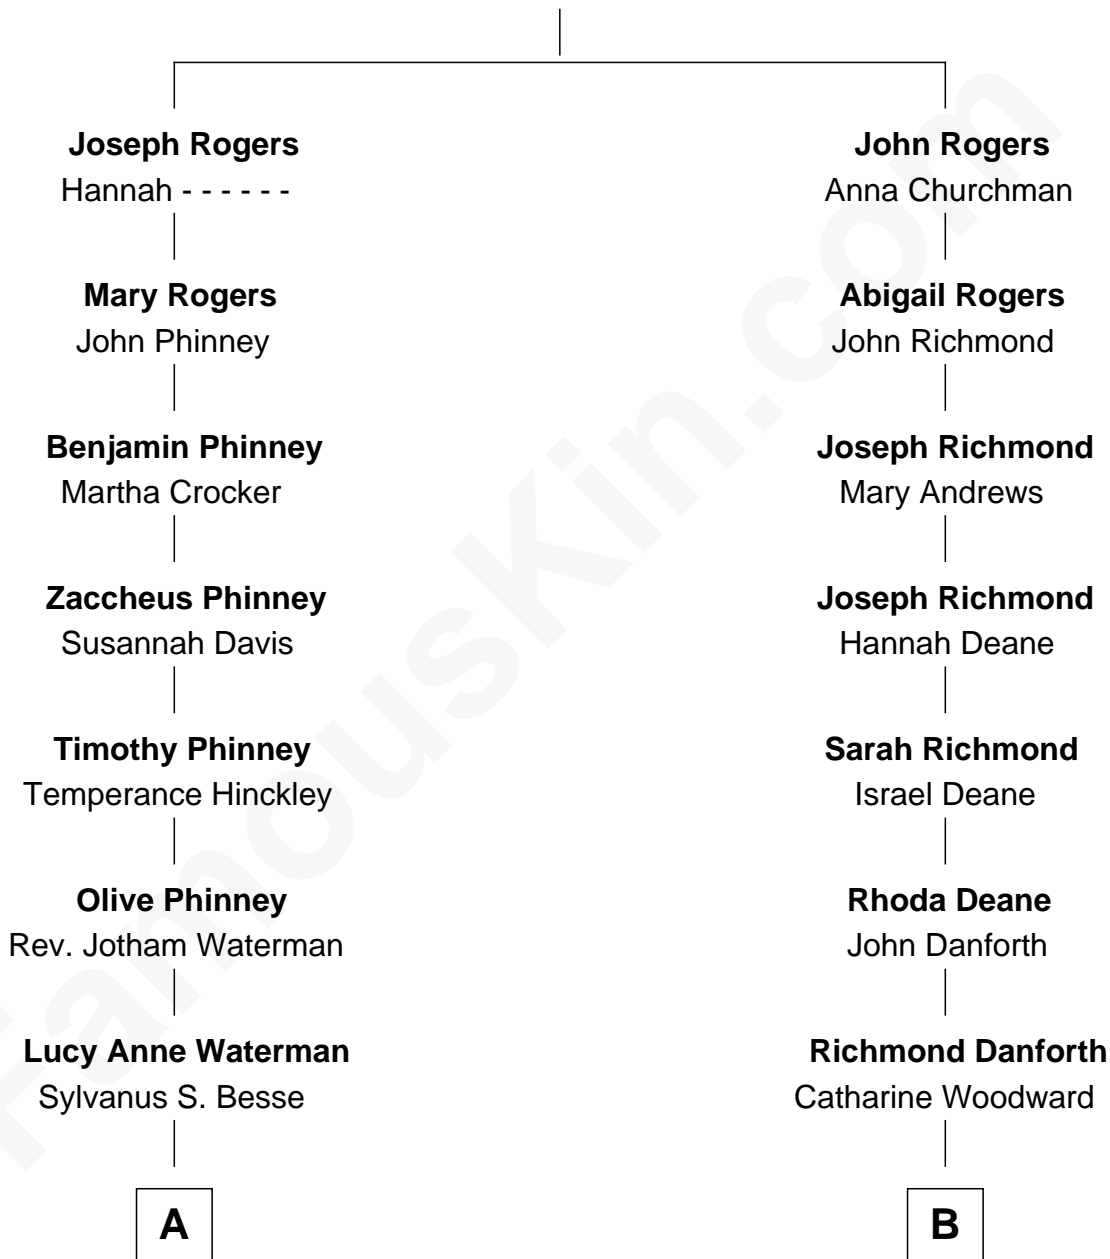 Joseph Rogers
Hannah - - - - - -
Mary Rogers
John Phinney
Benjamin Phinney
Martha Crocker
Zaccheus Phinney
Susannah Davis
Timothy Phinney
Temperance Hinckley
Olive Phinney
Rev. Jotham Waterman
Lucy Anne Waterman
Sylvanus S. Besse
A
John Rogers
Anna Churchman
Abigail Rogers
John Richmond
Joseph Richmond
Mary Andrews
Joseph Richmond
Hannah Deane
Sarah Richmond
Israel Deane
Rhoda Deane
John Danforth
Richmond Danforth
Catharine Woodward
B
FamousKin.com